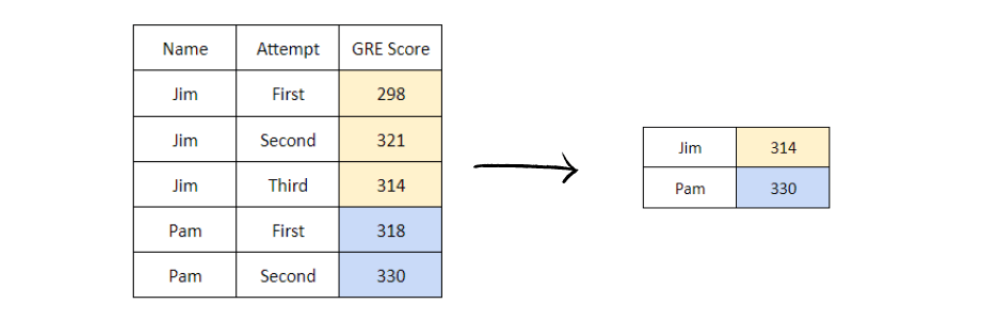 Name Attempt GRE Score
Jim First 298
Jim Second 321
Jim Third 314
Pam First 318
Pam Second 330
Jim 314
Pam 330